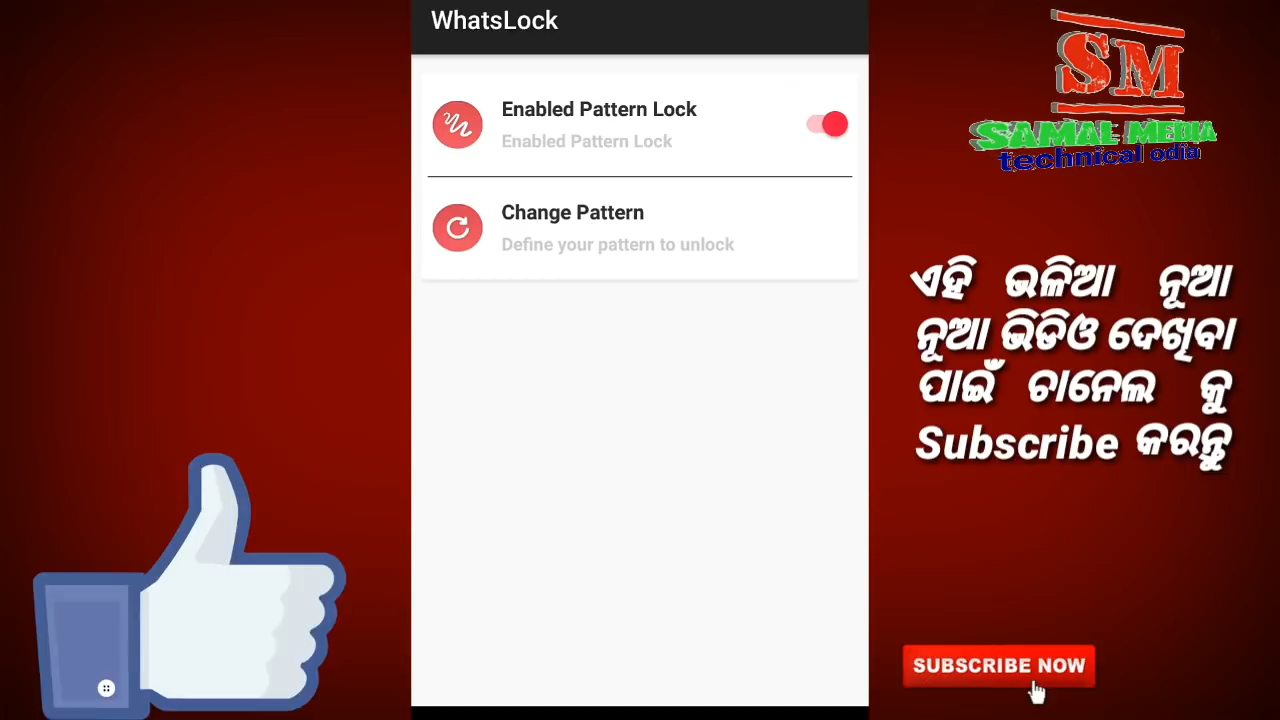 WhatsLock
Enabled Pattern Lock
Enabled Pattern Lock
Change Pattern
Define your pattern to unlock
SM
SAMAL MEDIA
technical odia
ଏହି ଭଳିଆ ନୂଆ
ନୂଆ ଭିଡିଓ ଦେଖିବା
ପାଇଁ ଚାନେଲ କୁ
Subscribe କରନ୍ତୁ
SUBSCRIBE NOW